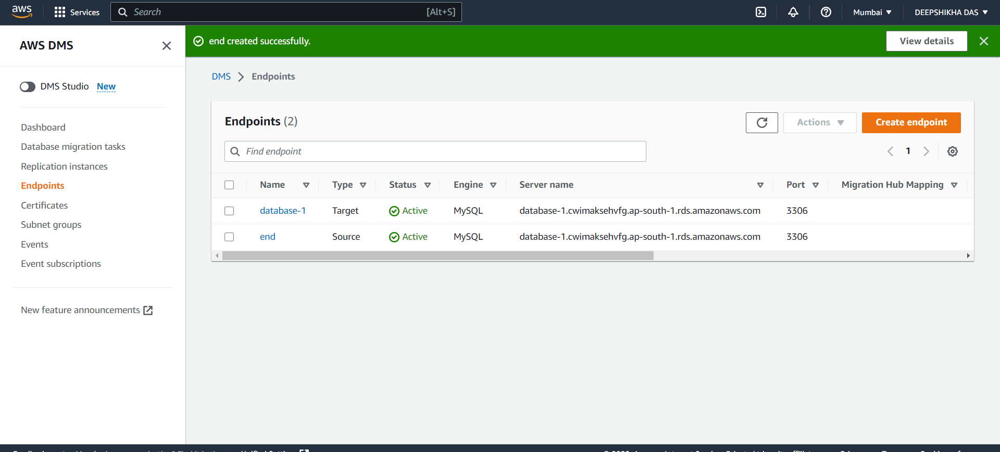 aws
Services
Search
[Alt+S]
Mumbai
DEEPSHIKHA DAS
AWS DMS
end created successfully.
View details
DMS Studio New
DMS
Endpoints
Endpoints (2)
Actions
Create endpoint
Find endpoint
1
Dashboard
Database migration tasks
Replication instances
Endpoints
Certificates
Subnet groups
Events
Event subscriptions
New feature announcements
Name Type Status Engine Server name Port Migration Hub Mapping
database-1 Target Active MySQL database-1.cwimaksehvfg.ap-south-1.rds.amazonaws.com 3306
end Source Active MySQL database-1.cwimaksehvfg.ap-south-1.rds.amazonaws.com 3306